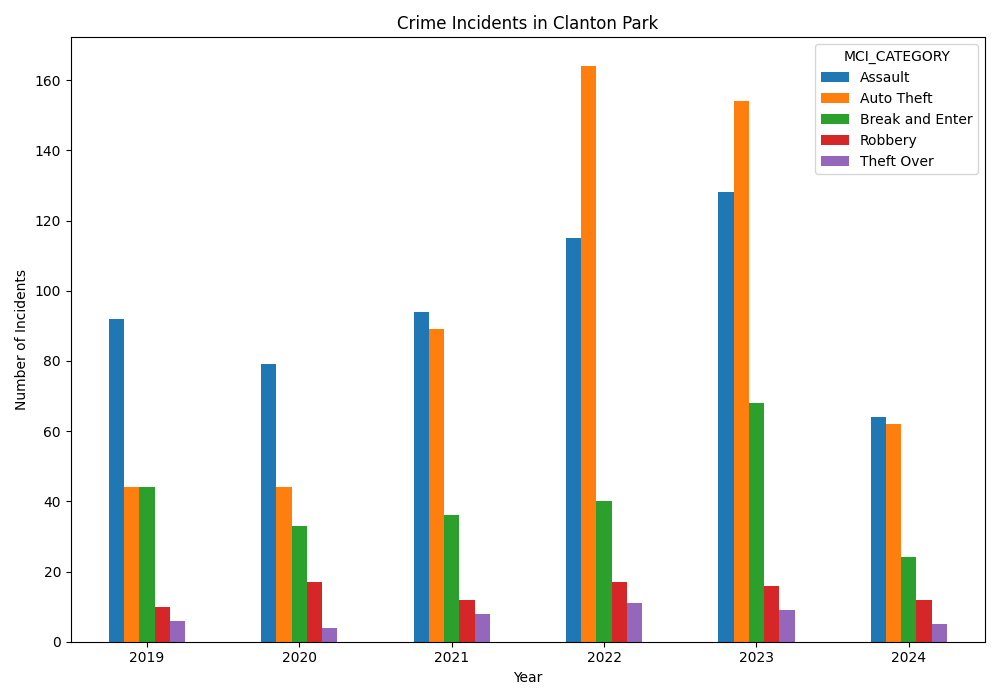 Crime Incidents in Clanton Park
MCI_CATEGORY
Assault
Auto Theft
Break and Enter
Robbery
Theft Over
Number of Incidents
160
140
120
100
80
60
40
20
0
2019 2020 2021 2022 2023 2024
Year